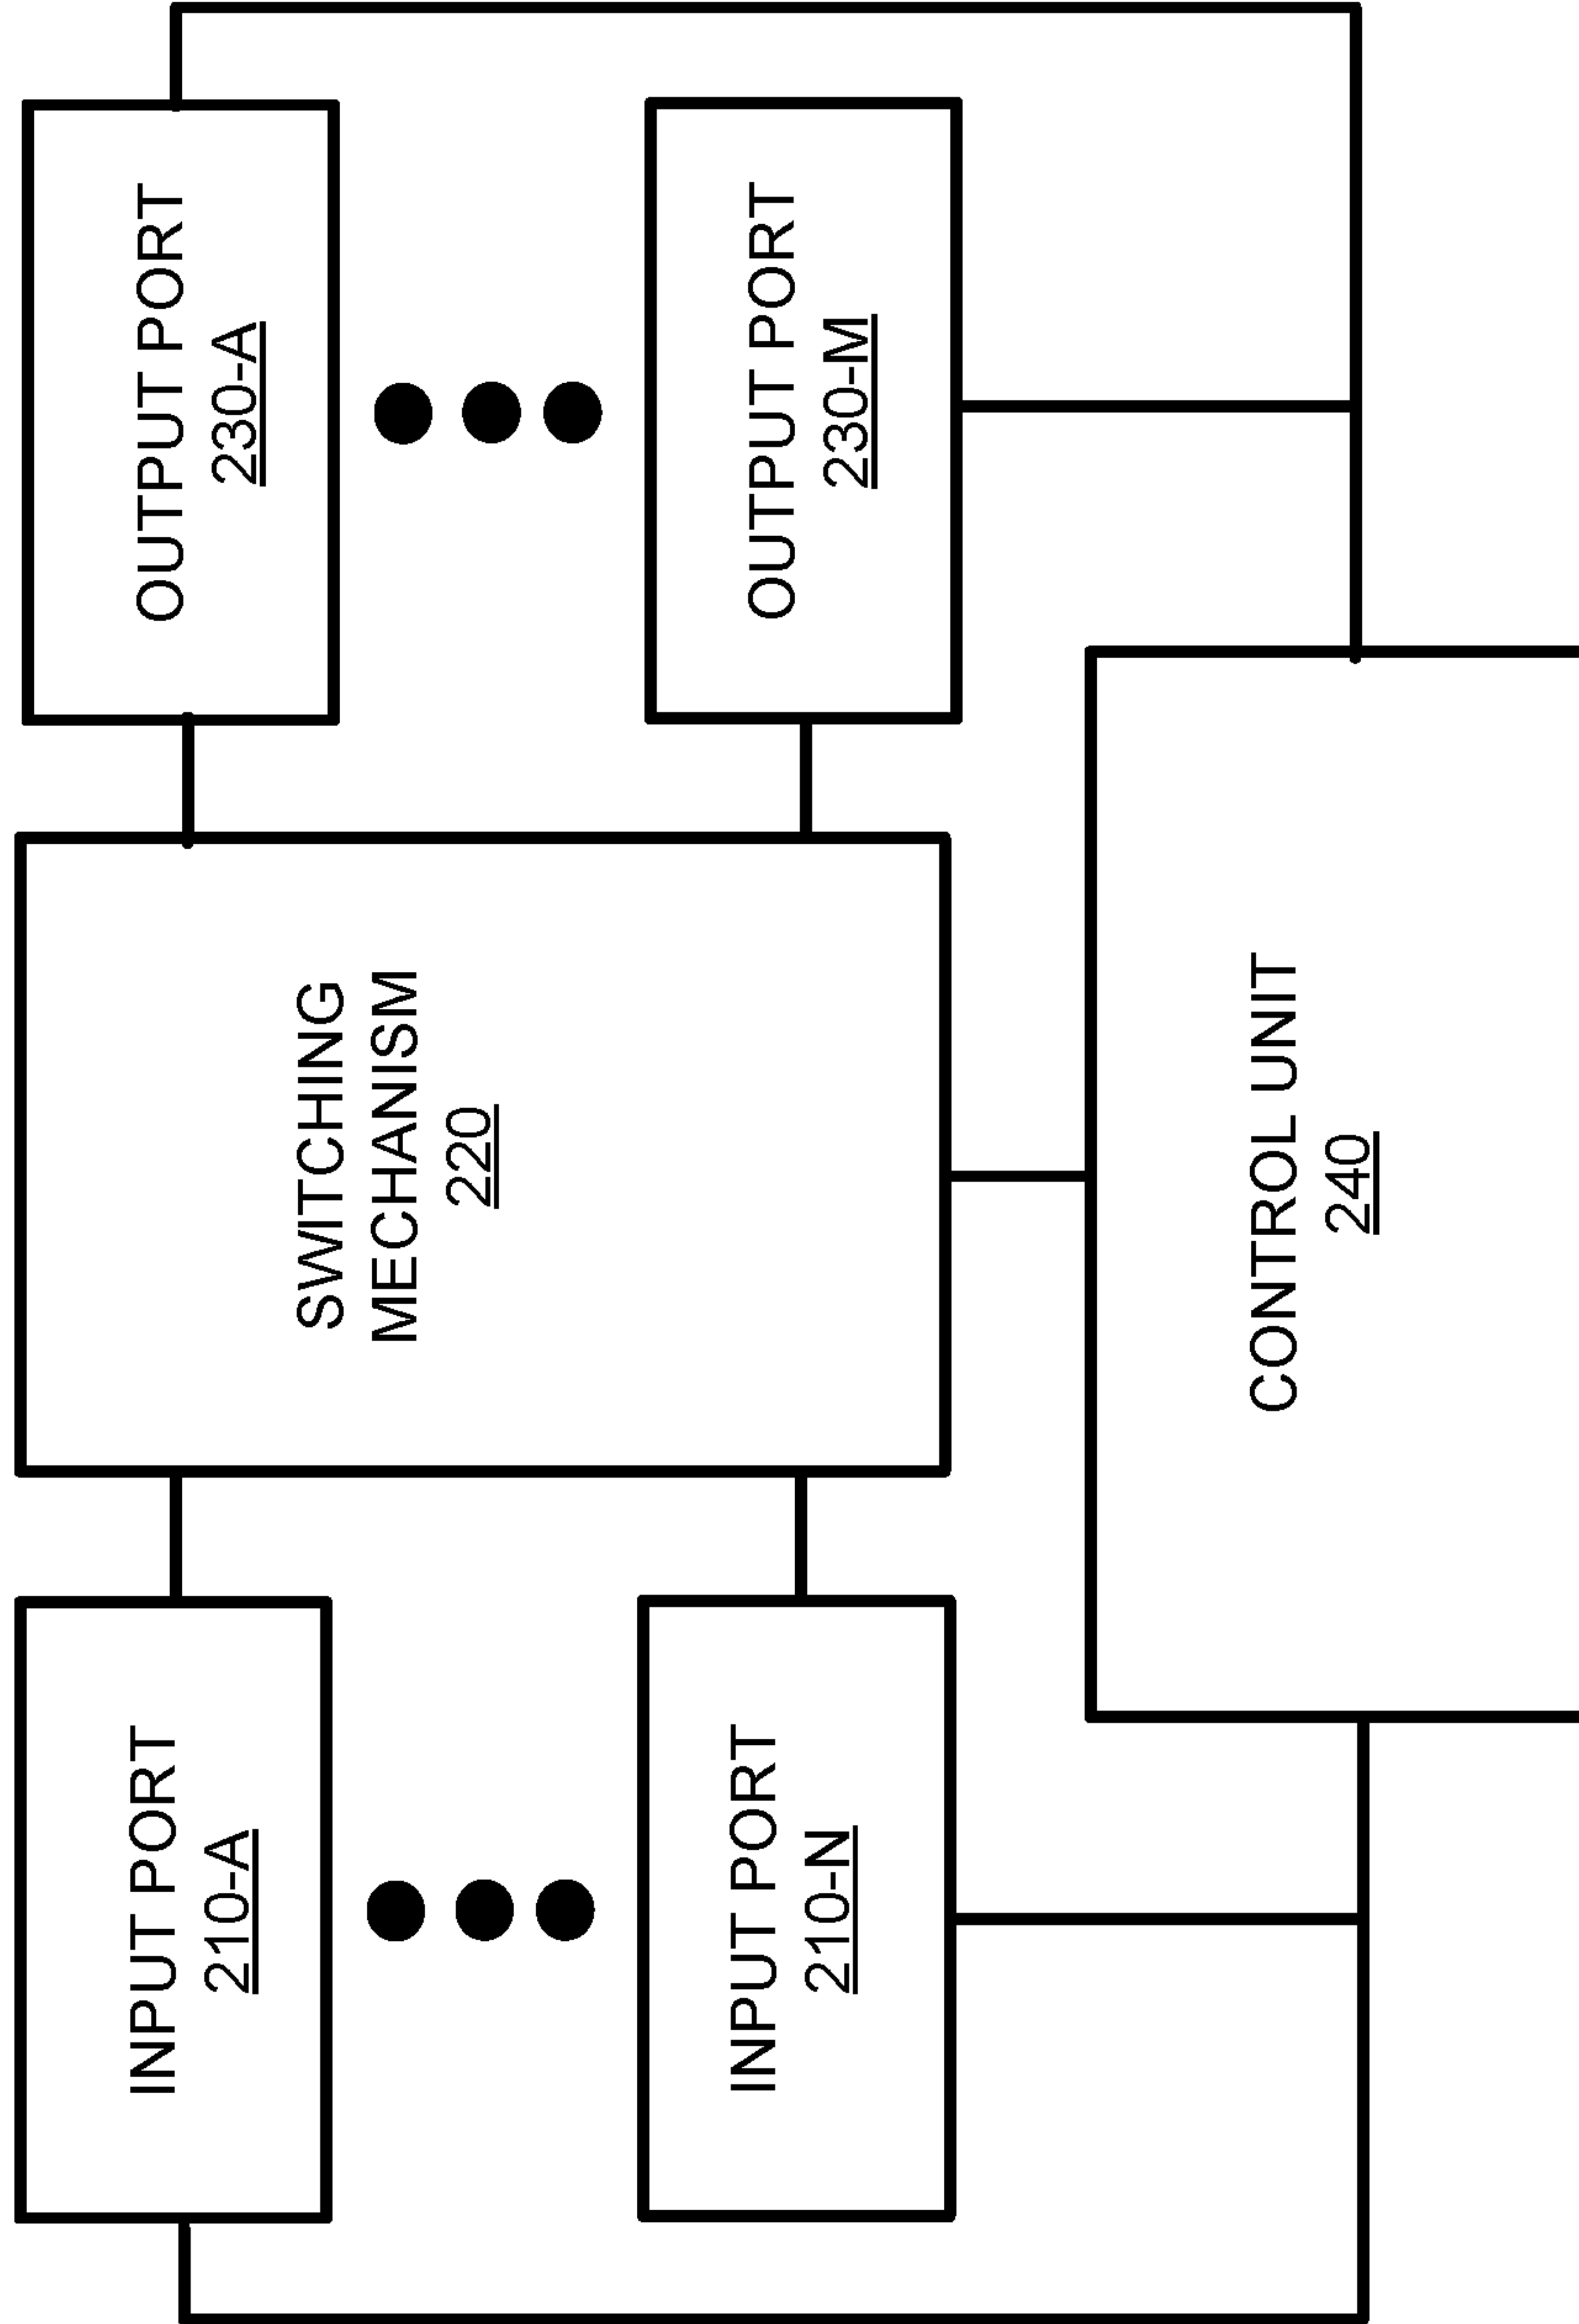 INPUT PORT
210-A
INPUT PORT
210-N
SWITCHING
MECHANISM
220
OUTPUT PORT
230-A
OUTPUT PORT
230-M
CONTROL UNIT
240